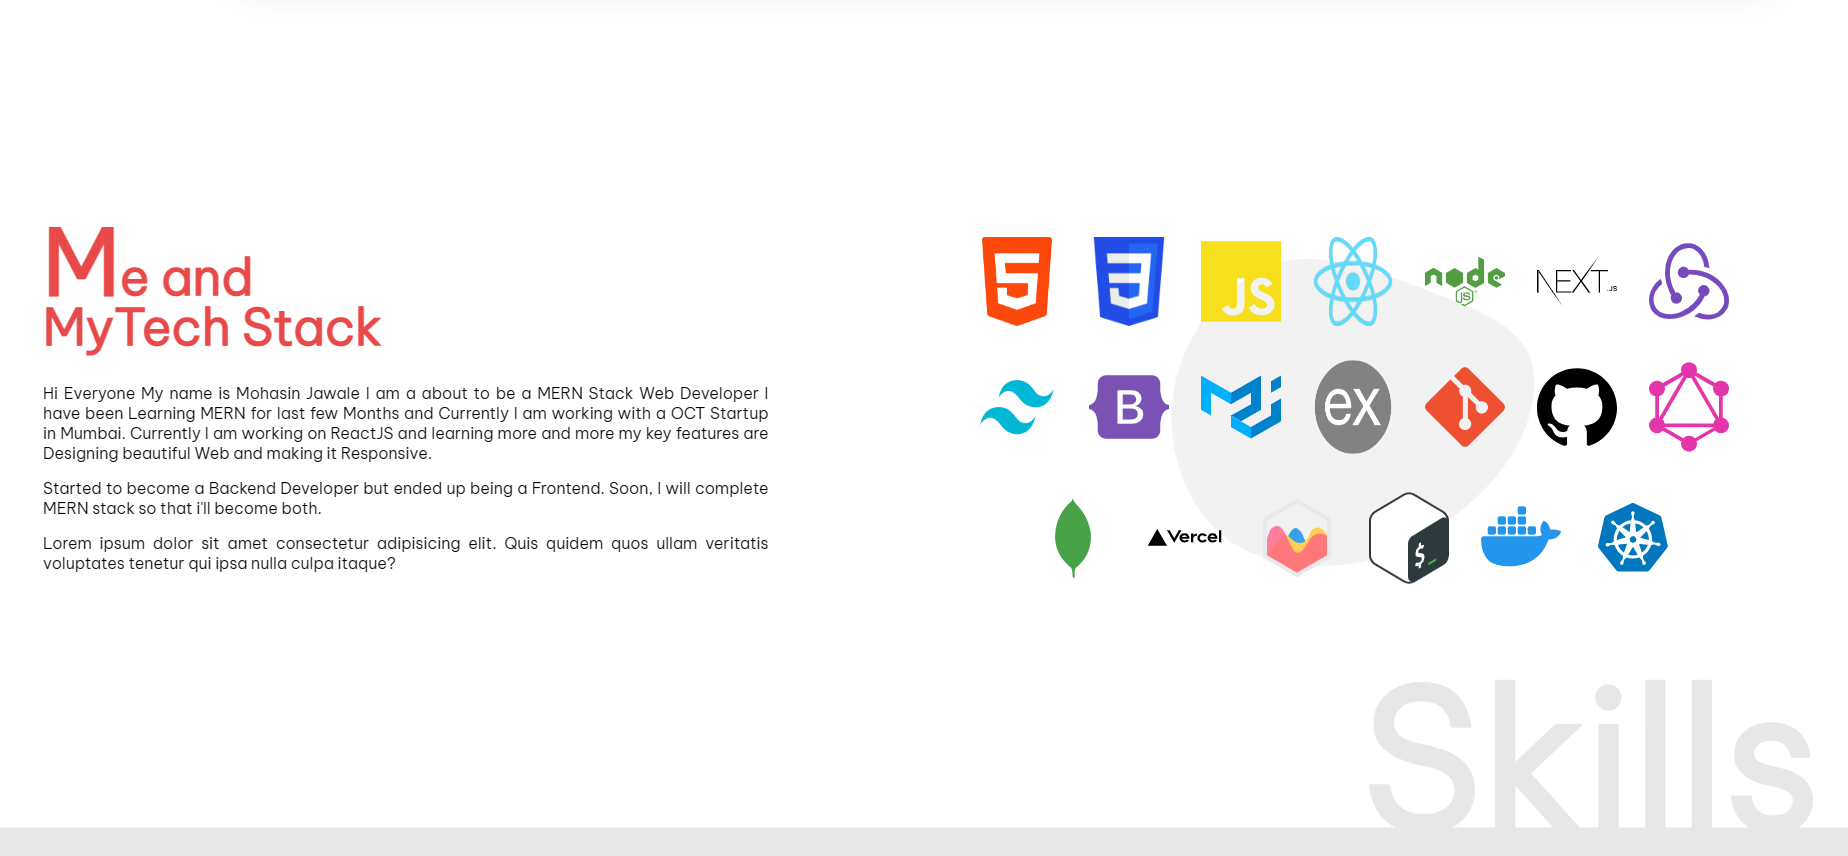 Me and
MyTech Stack
Hi Everyone My name is Mohasin Jawale I am a about to be a MERN Stack Web Developer I
have been Learning MERN for last few Months and Currently I am working with a OCT Startup
in Mumbai. Currently I am working on ReactJS and learning more and more my key features are
Designing beautiful Web and making it Responsive.
Started to become a Backend Developer but ended up being a Frontend. Soon, I will complete
MERN stack so that i'll become both.
Lorem ipsum dolor sit amet consectetur adipisicing elit. Quis quidem quos ullam veritatis
voluptates tenetur qui ipsa nulla culpa itaque?
5
3
JS
node
JS
NEXT.JS
B
ex
Vercel
$_
Skills